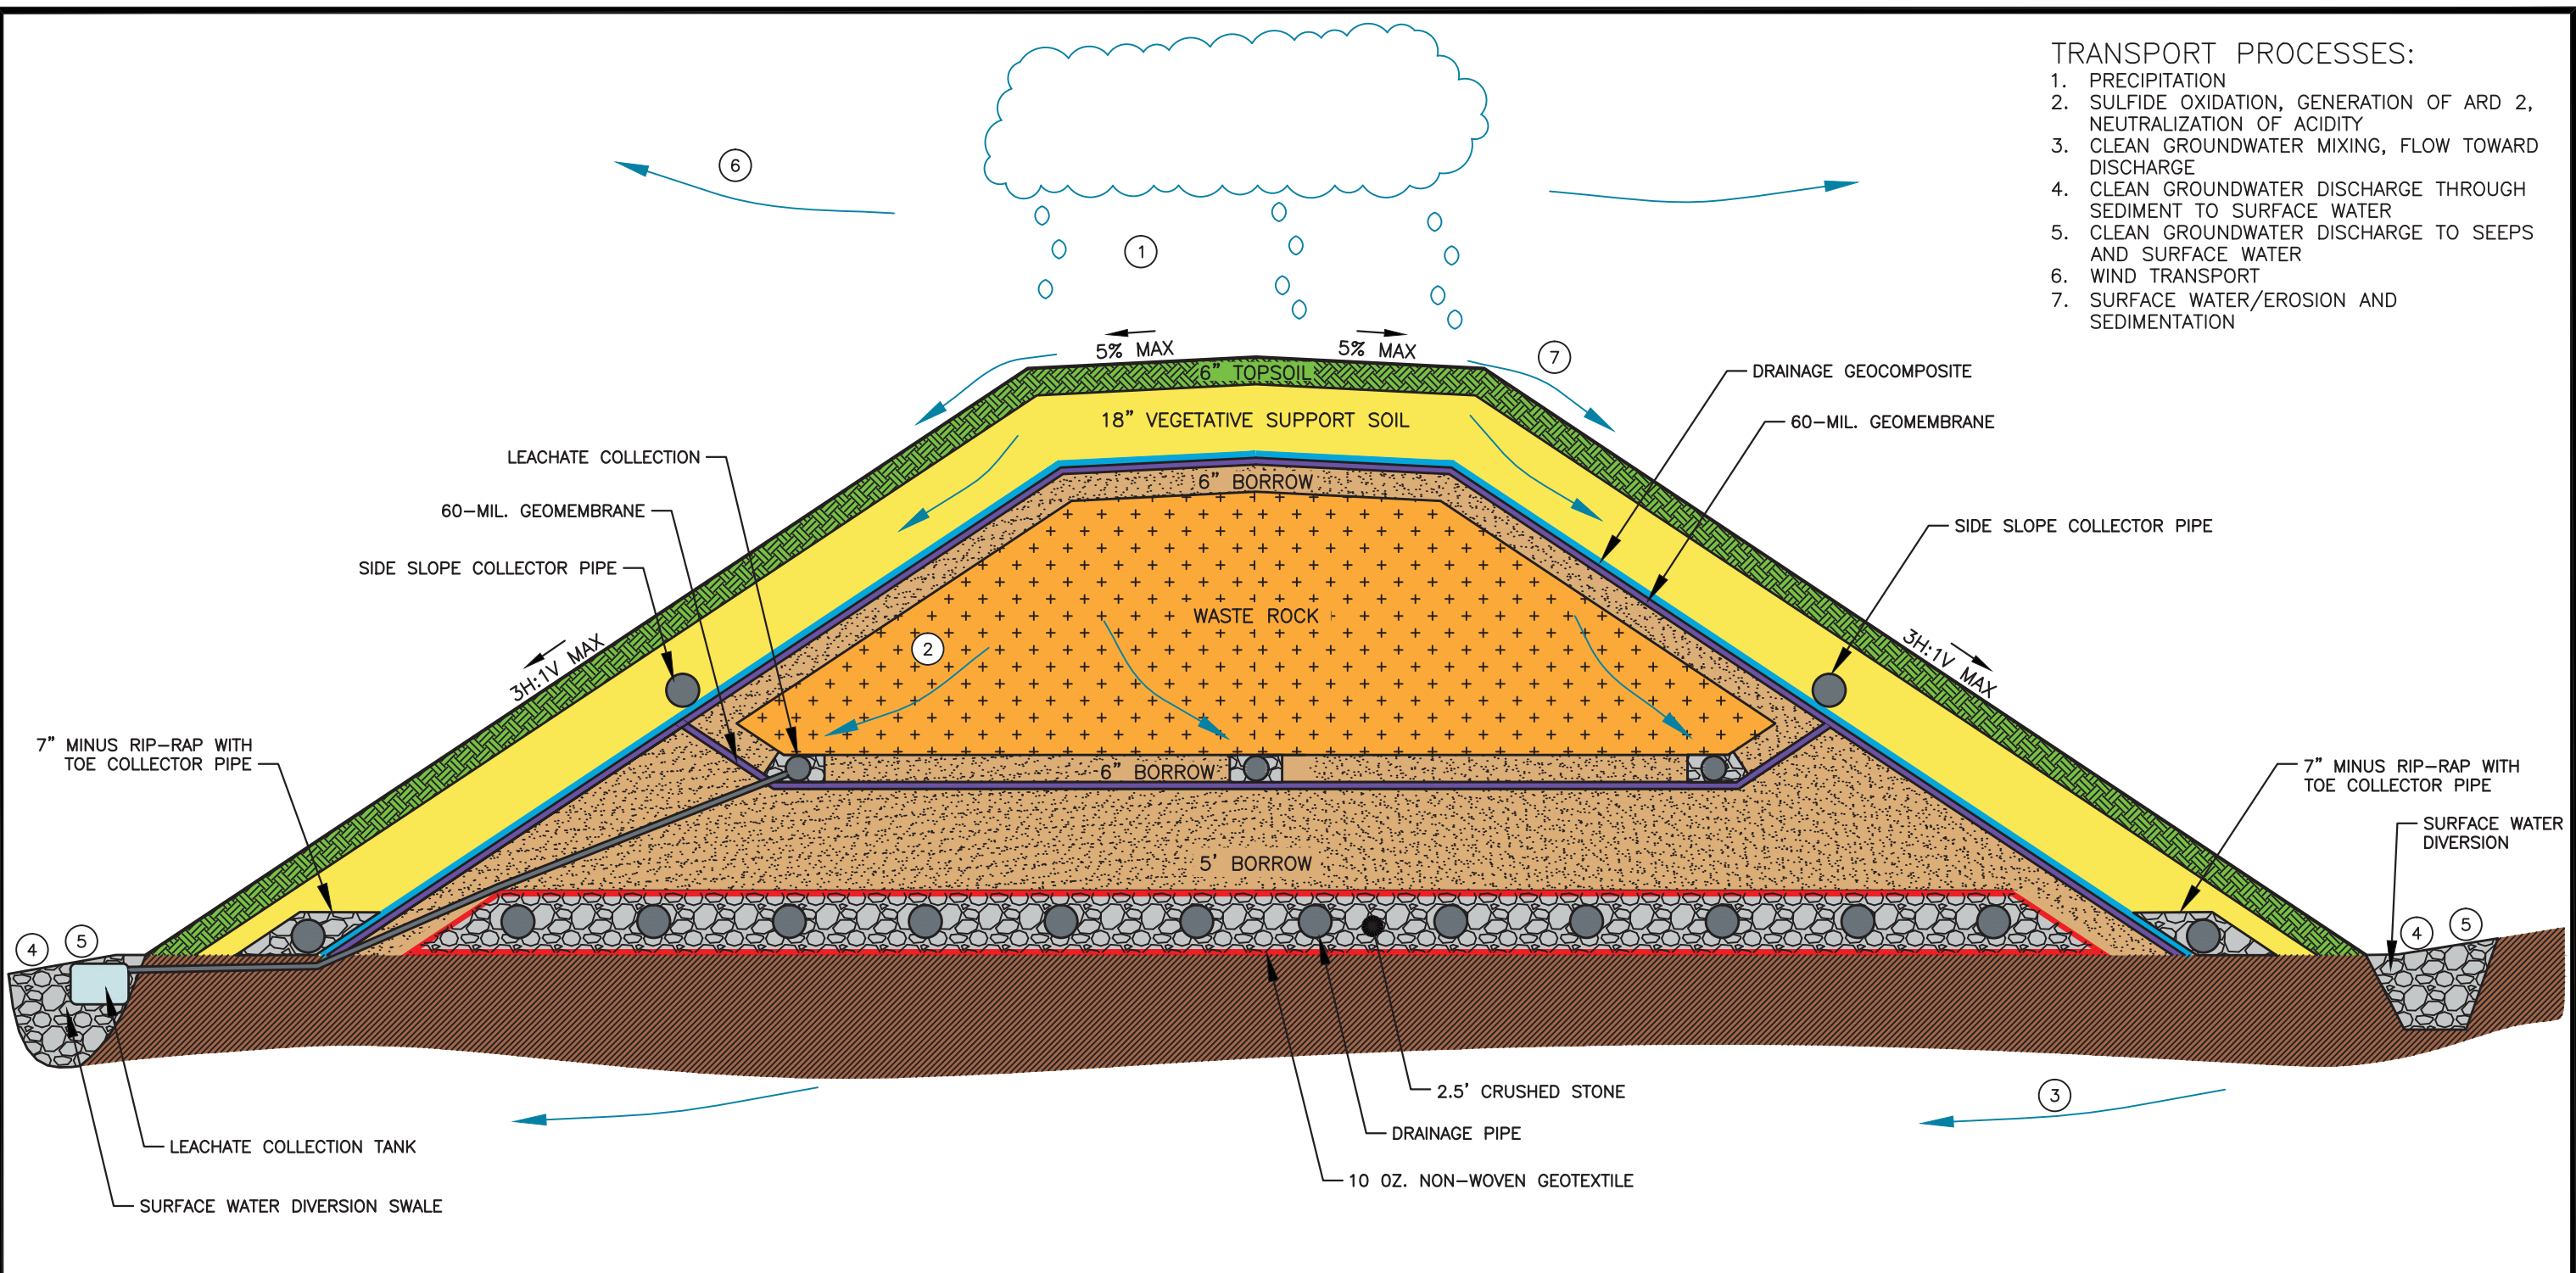 TRANSPORT PROCESSES:
1. PRECIPITATION
2. SULFIDE OXIDATION, GENERATION OF ARD 2,
NEUTRALIZATION OF ACIDITY
3. CLEAN GROUNDWATER MIXING, FLOW TOWARD
DISCHARGE
4. CLEAN GROUNDWATER DISCHARGE THROUGH
SEDIMENT TO SURFACE WATER
5. CLEAN GROUNDWATER DISCHARGE TO SEEPS
AND SURFACE WATER
6. WIND TRANSPORT
7. SURFACE WATER/EROSION AND
SEDIMENTATION
6
1
5% MAX
5% MAX
7
6” TOPSOIL
DRAINAGE GEOCOMPOSITE
18” VEGETATIVE SUPPORT SOIL
60-MIL. GEOMEMBRANE
LEACHATE COLLECTION
6” BORROW
60-MIL. GEOMEMBRANE
SIDE SLOPE COLLECTOR PIPE
SIDE SLOPE COLLECTOR PIPE
WASTE ROCK
2
3H:1V MAX
3H:1V MAX
7” MINUS RIP-RAP WITH
TOE COLLECTOR PIPE
6” BORROW
7” MINUS RIP-RAP WITH
TOE COLLECTOR PIPE
SURFACE WATER
DIVERSION
5’ BORROW
4
5
4
5
2.5’ CRUSHED STONE
3
DRAINAGE PIPE
LEACHATE COLLECTION TANK
10 OZ. NON-WOVEN GEOTEXTILE
SURFACE WATER DIVERSION SWALE